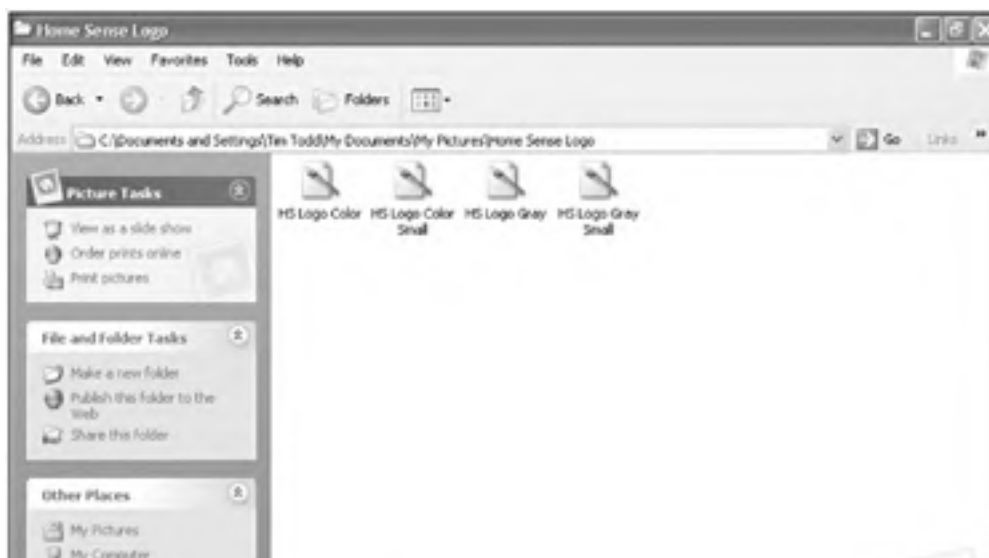 Home Sense Logo
File Edit View Favorites Tools Help
Back Search Folders
Address C:\Documents and Settings\Tim Todd\My Documents\My Pictures\Home Sense Logo Go Links »
Picture Tasks
View as a slide show
Order prints online
Print pictures
File and Folder Tasks
Make a new folder
Publish this folder to the
Web
Share this folder
Other Places
My Pictures
My Computer
HS Logo Color HS Logo Color HS Logo Gray HS Logo Gray
Small Small